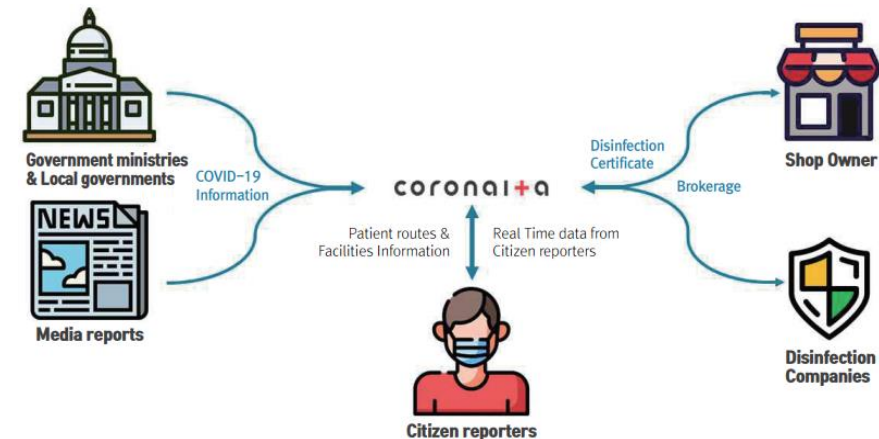 Government ministries
& Local governments
COVID-19
Information
NEWS
Media reports
coronaita
Patient routes &
Facilities Information
Real Time data from
Citizen reporters
Citizen reporters
Disinfection
Certificate
Brokerage
Shop Owner
Disinfection
Companies